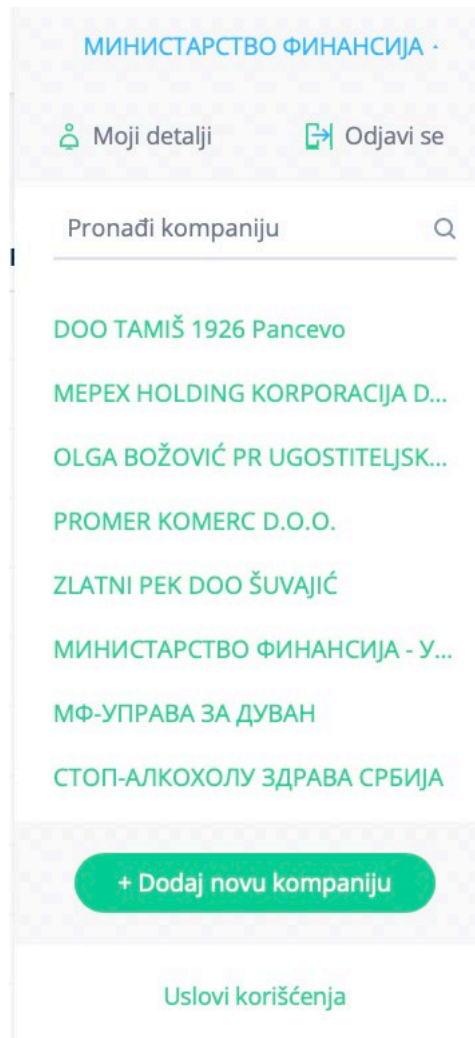 МИНИСТАРСТВО ФИНАНСИЈА
Moji detalji
Odjavi se
Pronađi kompaniju
DOO TAMIŠ 1926 Pancevo
MEPEX HOLDING KORPORACIJA D...
OLGA BOŽOVIĆ PR UGOSTITELJSK...
PROMER KOMERC D.O.O.
ZLATNI PEK DOO ŠUVAJIĆ
МИНИСТАРСТВО ФИНАНСИЈА - У...
МФ-УПРАВА ЗА ДУВАН
СТОП-АЛКОХОЛУ ЗДРАВА СРБИЈА
+ Dodaj novu kompaniju
Uslovi korišćenja